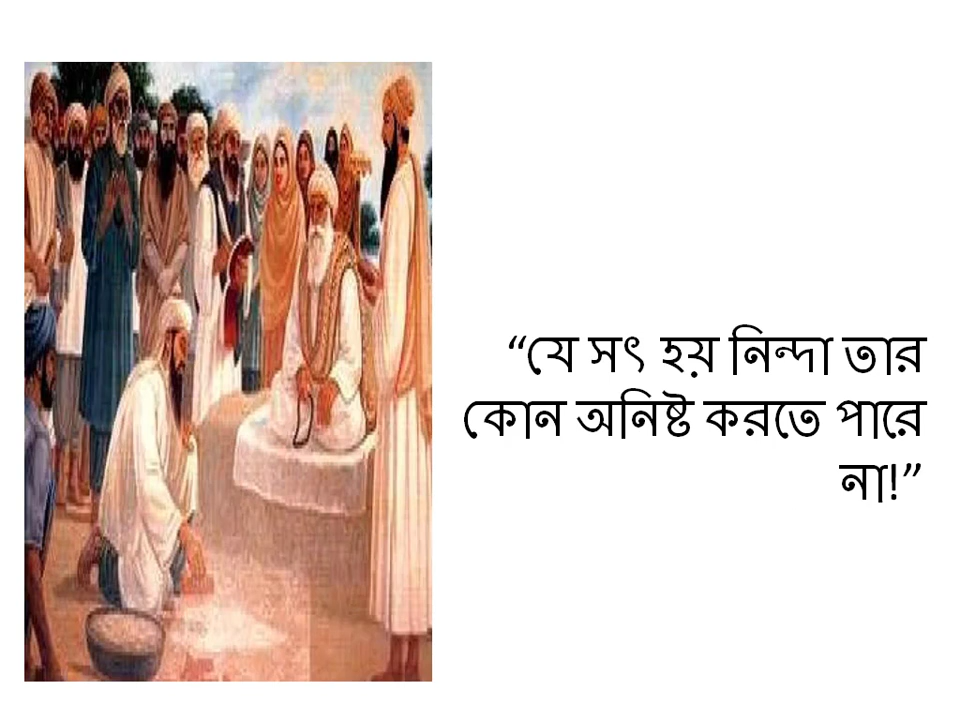 “যে সৎ হয় নিন্দা তার
কোন অনিষ্ট করতে পারে
না!”